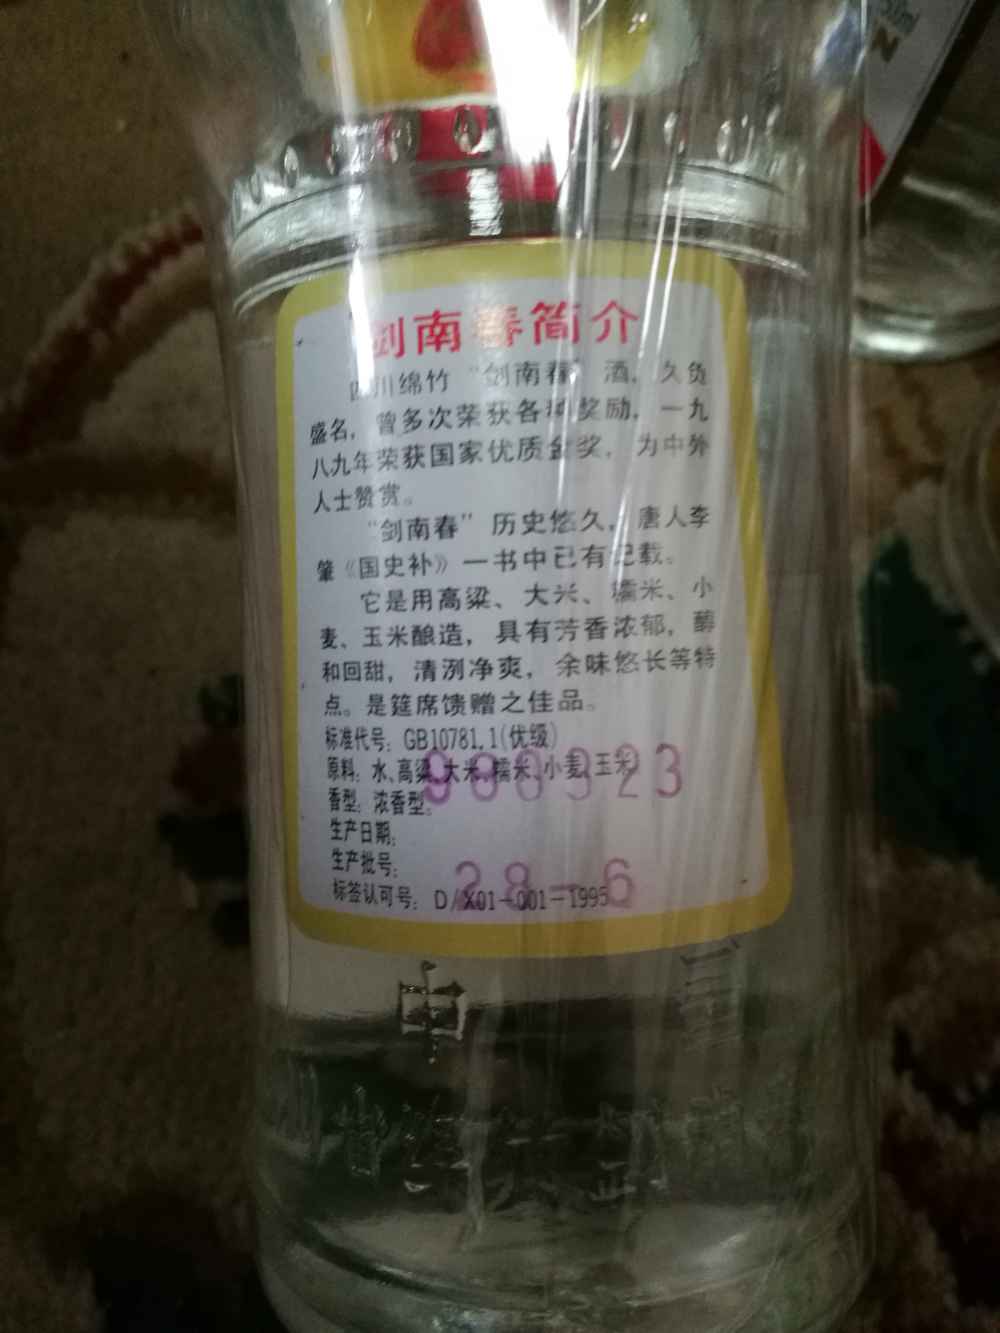 剑南春简介
四川绵竹“剑南春”酒，久负
盛名，曾多次荣获各种奖励，一九
八九年荣获国家优质金奖，为中外
人士赞赏。
“剑南春”历史悠久，唐人李
肇《国史补》一书中已有记载。
它是用高粱、大米、糯米、小
麦、玉米酿造，具有芳香浓郁，醇
和回甜，清洌净爽，余味悠长等特
点。是筵席馈赠之佳品。
标准代号：GB10781.1(优级)
原料：水、高粱、大米、糯米、小麦、玉米
980323
香型：浓香型。
生产日期：
生产批号：
28-6
标签认可号：D/X01-001-1995
中